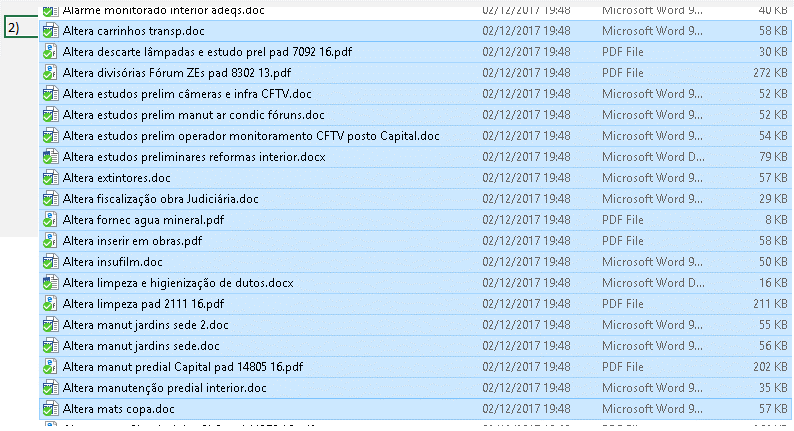 Alarme monitorado interior adeqs.doc 02/12/2017 19:48 Microsoft Word 9... 40 KB
2) Altera carrinhos transp.doc 02/12/2017 19:48 Microsoft Word 9... 58 KB
Altera descarte lâmpadas e estudo prel pad 7092 16.pdf 02/12/2017 19:48 PDF File 30 KB
Altera divisórias Fórum ZEs pad 8302 13.pdf 02/12/2017 19:48 PDF File 272 KB
Altera estudos prelim câmeras e infra CFTV.doc 02/12/2017 19:48 Microsoft Word 9... 52 KB
Altera estudos prelim manut ar condic fóruns.doc 02/12/2017 19:48 Microsoft Word 9... 52 KB
Altera estudos prelim operador monitoramento CFTV posto Capital.doc 02/12/2017 19:48 Microsoft Word 9... 54 KB
Altera estudos preliminares reformas interior.docx 02/12/2017 19:48 Microsoft Word D... 79 KB
Altera extintores.doc 02/12/2017 19:48 Microsoft Word 9... 57 KB
Altera fiscalização obra Judiciária.doc 02/12/2017 19:48 Microsoft Word 9... 29 KB
Altera fornec agua mineral.pdf 02/12/2017 19:48 PDF File 8 KB
Altera inserir em obras.pdf 02/12/2017 19:48 PDF File 58 KB
Altera insufilm.doc 02/12/2017 19:48 Microsoft Word 9... 50 KB
Altera limpeza e higienização de dutos.docx 02/12/2017 19:48 Microsoft Word D... 16 KB
Altera limpeza pad 2111 16.pdf 02/12/2017 19:48 PDF File 211 KB
Altera manut jardins sede 2.doc 02/12/2017 19:48 Microsoft Word 9... 55 KB
Altera manut jardins sede.doc 02/12/2017 19:48 Microsoft Word 9... 56 KB
Altera manut predial Capital pad 14805 16.pdf 02/12/2017 19:48 PDF File 202 KB
Altera manutenção predial interior.doc 02/12/2017 19:48 Microsoft Word 9... 35 KB
Altera mats copa.doc 02/12/2017 19:48 Microsoft Word 9... 57 KB